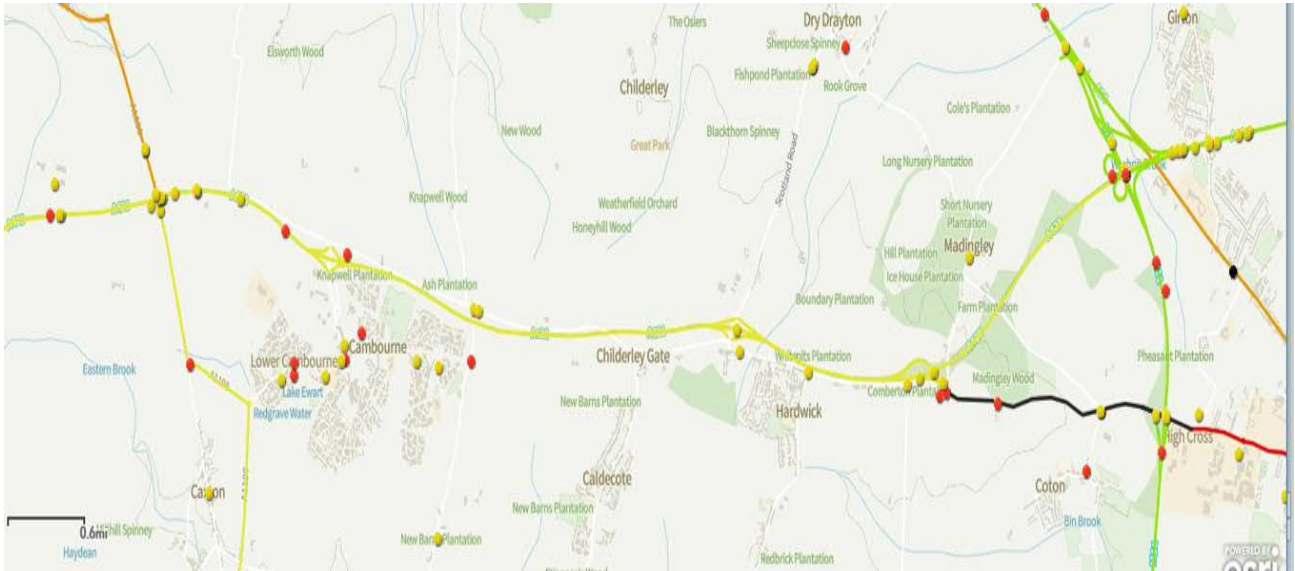 The Osiers
Dry Drayton
Girton
Elsworth Wood
Sheepclose Spinney
Childerley
Fishpond Plantation
Rook Grove
Cole's Plantation
New Wood
Blackthorn Spinney
Great Park
Long Nursery Plantation
Scotland Road
Knapwell Wood
Weatherfield Orchard
Short Nursery
Plantation
Honeyhill Wood
Madingley
Hill Plantation
Ice House Plantation
Knapwell Plantation
Ash Plantation
Boundary Plantation
Farm Plantation
Cambourne
Lower Cambourne
Childerley Gate
Pheasant Plantation
Eastern Brook
Lake Ewart
Madingley Wood
Redgrave Water
New Barns Plantation
Hardwick
High Cross
Caldecote
Coton
Caxton
New Barns Plantation
Bin Brook
0.6mi
Haydean
New Barns Plantation
Redbrick Plantation
POWERED BY
esri